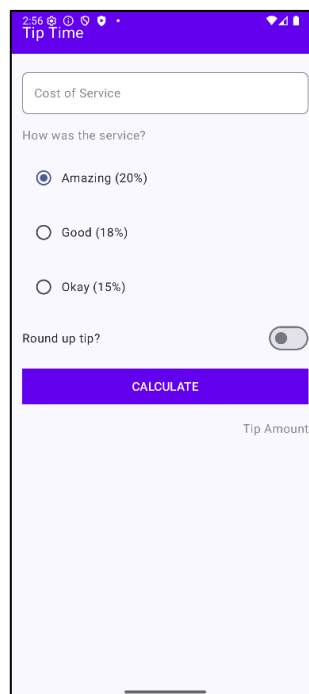 2:56
Tip Time
Cost of Service
How was the service?
Amazing (20%)
Good (18%)
Okay (15%)
Round up tip?
CALCULATE
Tip Amount